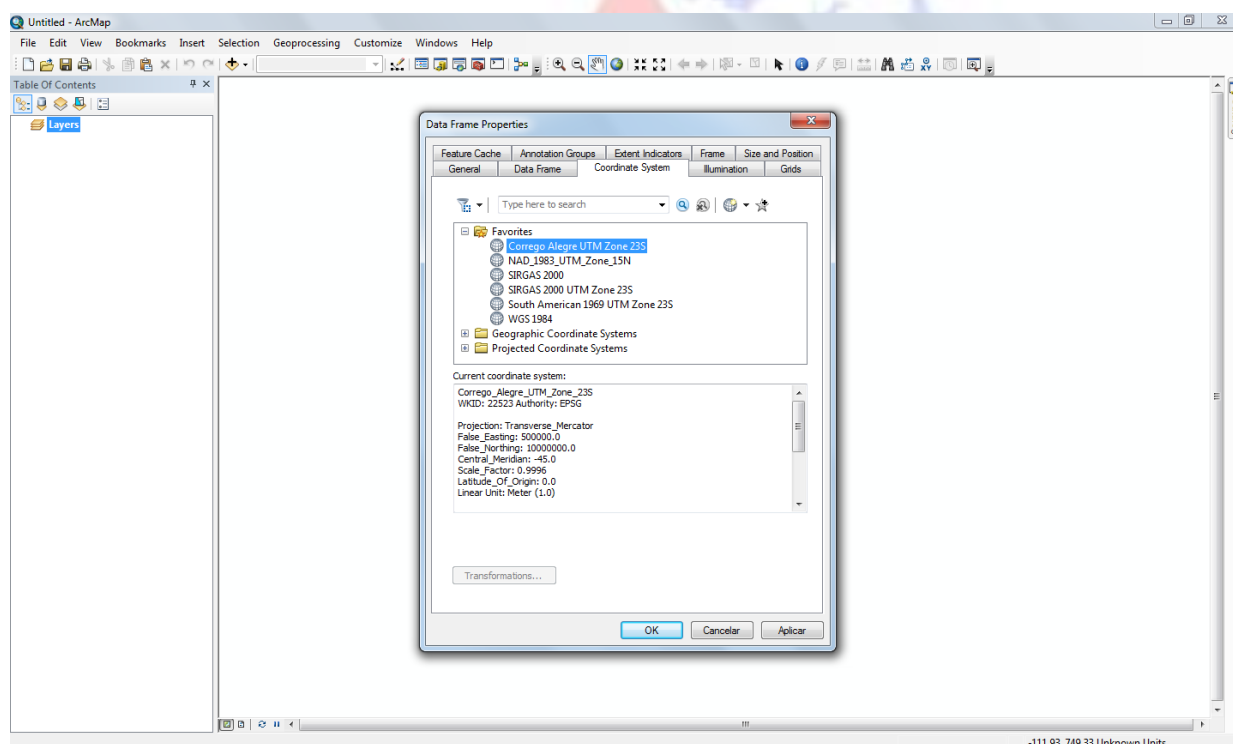 Untitled - ArcMap
File Edit View Bookmarks Insert Selection Geoprocessing Customize Windows Help
Table Of Contents
Layers
Data Frame Properties
Feature Cache Annotation Groups Extent Indicators Frame Size and Position
General Data Frame Coordinate System Illumination Grids
Type here to search
Favorites
Corrego Alegre UTM Zone 23S
NAD_1983_UTM_Zone_15N
SIRGAS 2000
SIRGAS 2000 UTM Zone 23S
South American 1969 UTM Zone 23S
WGS 1984
Geographic Coordinate Systems
Projected Coordinate Systems
Current coordinate system:
Corrego_Alegre_UTM_Zone_23S
WKID: 22523 Authority: EPSG
Projection: Transverse_Mercator
False_Easting: 500000.0
False_Northing: 10000000.0
Central_Meridian: -45.0
Scale_Factor: 0.9996
Latitude_Of_Origin: 0.0
Linear Unit: Meter (1.0)
Transformations...
OK Cancelar Aplicar
-111,93 749,33 Unknown Units